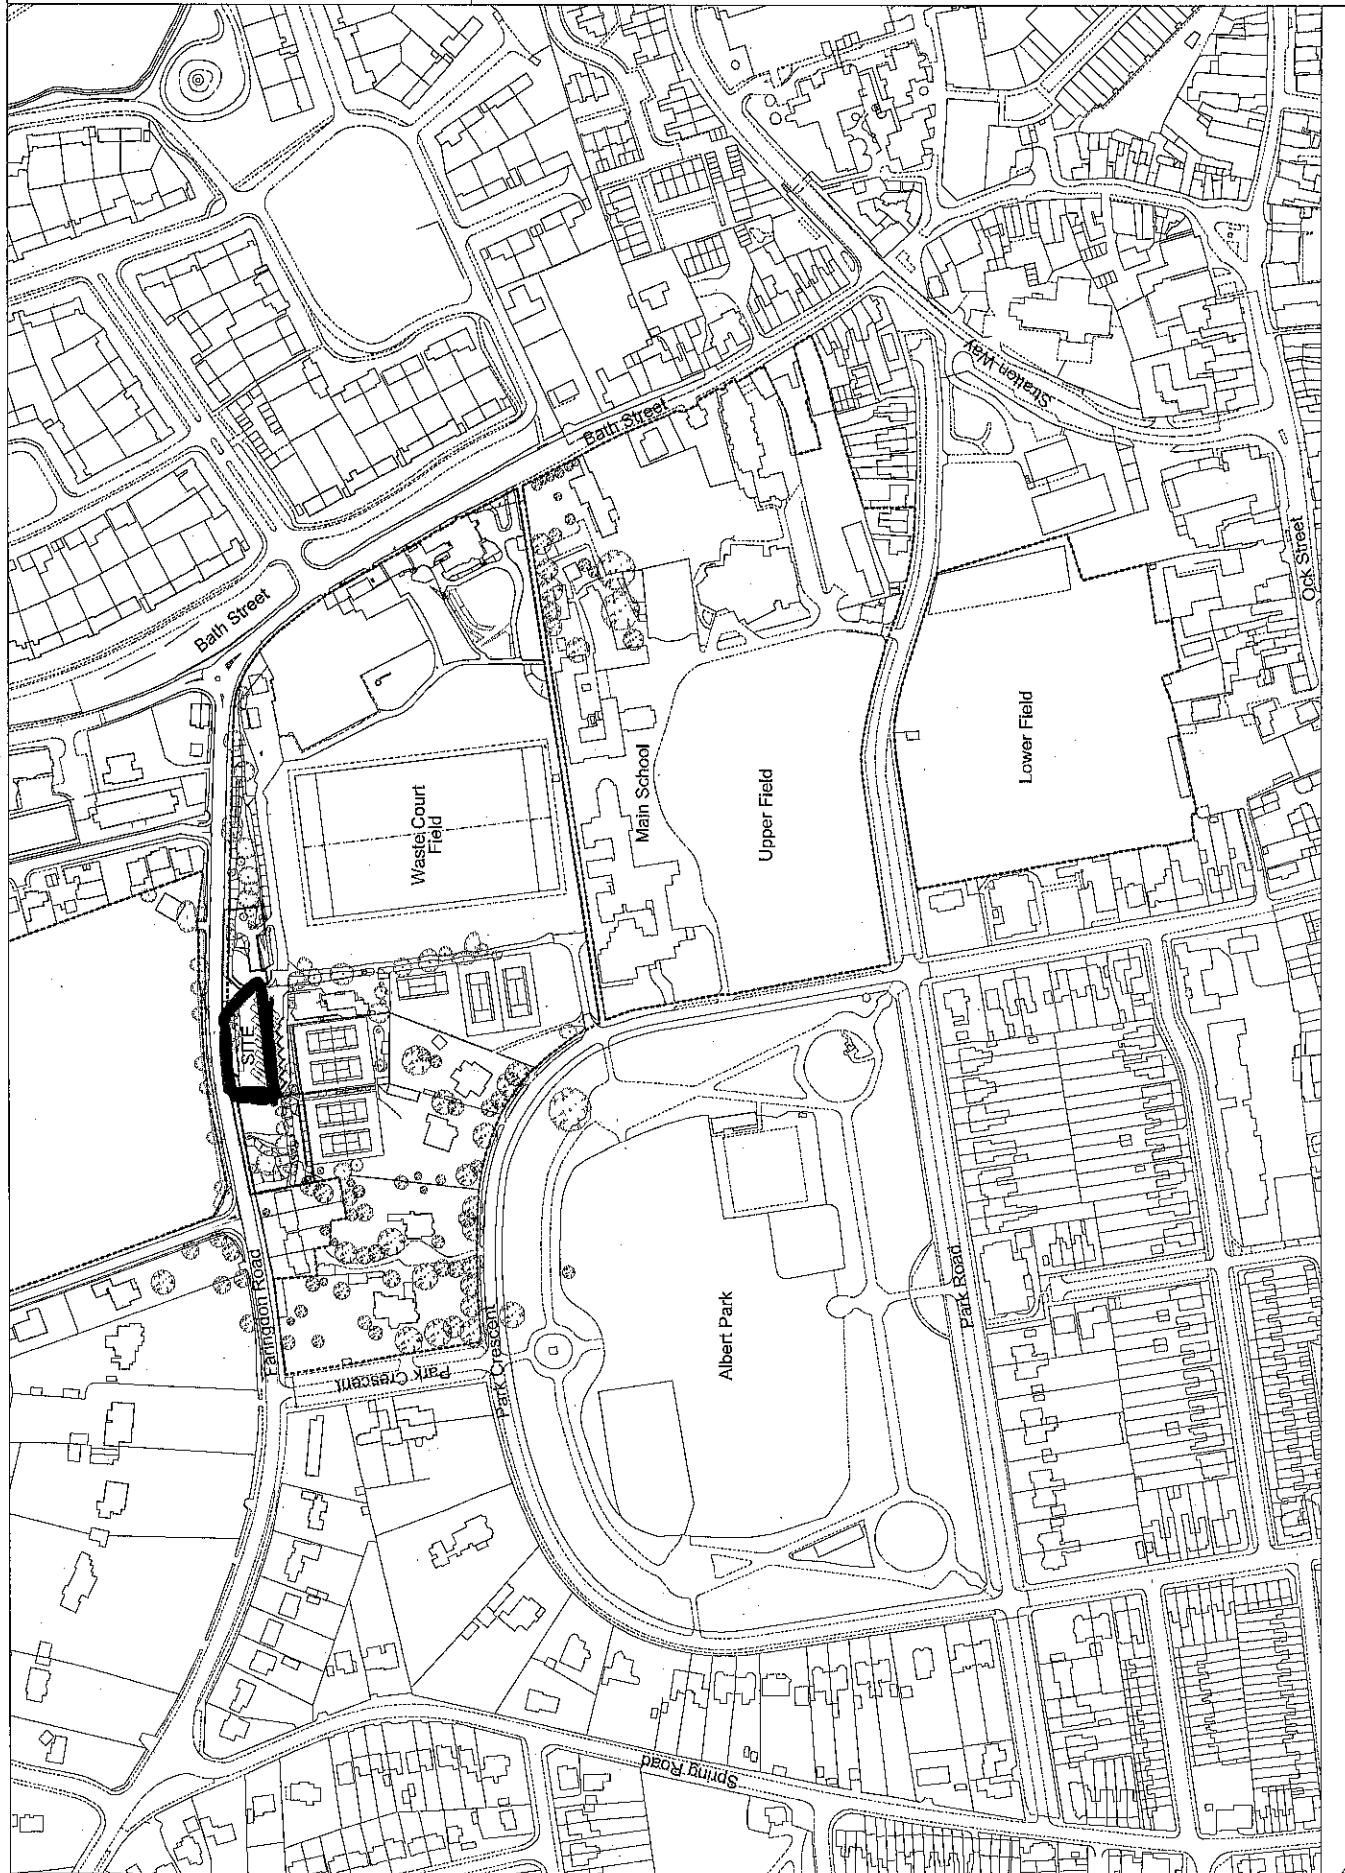 Bath Street
Bath Street
Stratton Way
Ock Street
Waste Court
Field
Main School
Upper Field
Lower Field
SITE
Faringdon Road
Park Crescent
Park Crescent
Albert Park
Park Road
Spring Road